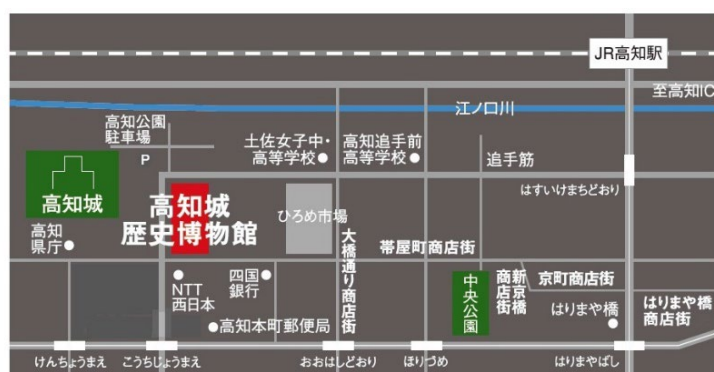 JR高知駅
至高知IC
江ノ口川
高知公園
駐車場
P
土佐女子中・
高等学校
高知追手前
高等学校
追手筋
はすいけまちどおり
高知城
高知城
歴史博物館
ひろめ市場
高知
県庁
大橋通り商店街
帯屋町商店街
中央公園
新京橋
商店街
京町商店街
はりまや橋
はりまや橋
商店街
NTT
西日本
四国
銀行
高知本町郵便局
けんちょうまえ
こうちじょうまえ
おおはしどおり
ほりづめ
はりまやばし